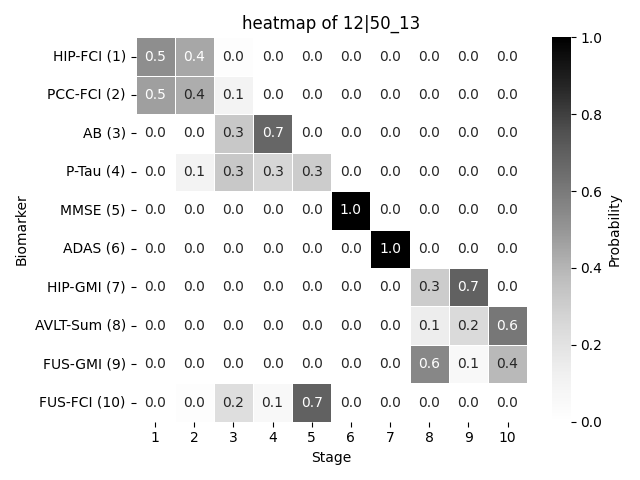 heatmap of 12|50_13
HIP-FCI (1) 0.5 0.4 0.0 0.0 0.0 0.0 0.0 0.0 0.0 0.0
PCC-FCI (2) 0.5 0.4 0.1 0.0 0.0 0.0 0.0 0.0 0.0 0.0
AB (3) 0.0 0.0 0.3 0.7 0.0 0.0 0.0 0.0 0.0 0.0
P-Tau (4) 0.0 0.1 0.3 0.3 0.3 0.0 0.0 0.0 0.0 0.0
MMSE (5) 0.0 0.0 0.0 0.0 0.0 1.0 0.0 0.0 0.0 0.0
ADAS (6) 0.0 0.0 0.0 0.0 0.0 0.0 1.0 0.0 0.0 0.0
HIP-GMI (7) 0.0 0.0 0.0 0.0 0.0 0.0 0.0 0.3 0.7 0.0
AVLT-Sum (8) 0.0 0.0 0.0 0.0 0.0 0.0 0.0 0.1 0.2 0.6
FUS-GMI (9) 0.0 0.0 0.0 0.0 0.0 0.0 0.0 0.6 0.1 0.4
FUS-FCI (10) 0.0 0.0 0.2 0.1 0.7 0.0 0.0 0.0 0.0 0.0
1 2 3 4 5 6 7 8 9 10
Stage
Biomarker
1.0
0.8
0.6
0.4
0.2
0.0
Probability